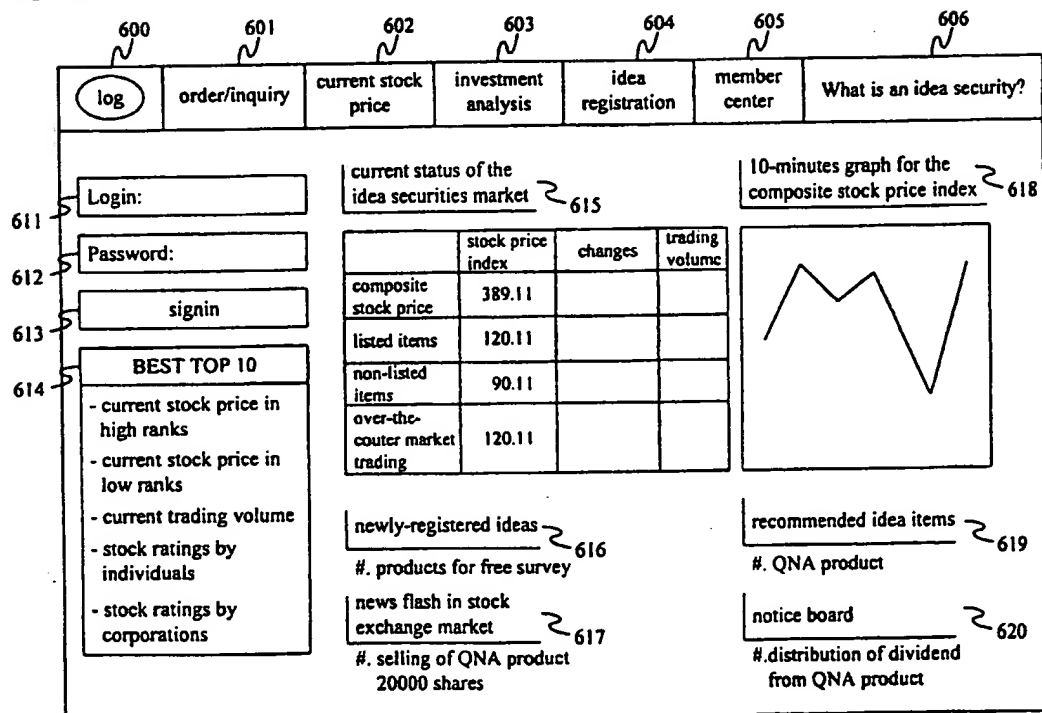 600
601
602
603
604
605
606
log
order/inquiry
current stock
price
investment
analysis
idea
registration
member
center
What is an idea security?
611
Login:
612
Password:
613
signin
614
BEST TOP 10
- current stock price in
high ranks
- current stock price in
low ranks
- current trading volume
- stock ratings by
individuals
- stock ratings by
corporations
current status of the
idea securities market
615
stock price
index
changes
trading
volume
composite
stock price
389.11
listed items
120.11
non-listed
items
90.11
over-the-
couter market
trading
120.11
newly-registered ideas
616
#. products for free survey
news flash in stock
exchange market
617
#. selling of QNA product
20000 shares
10-minutes graph for the
composite stock price index
618
recommended idea items
619
#. QNA product
notice board
620
#.distribution of dividend
from QNA product